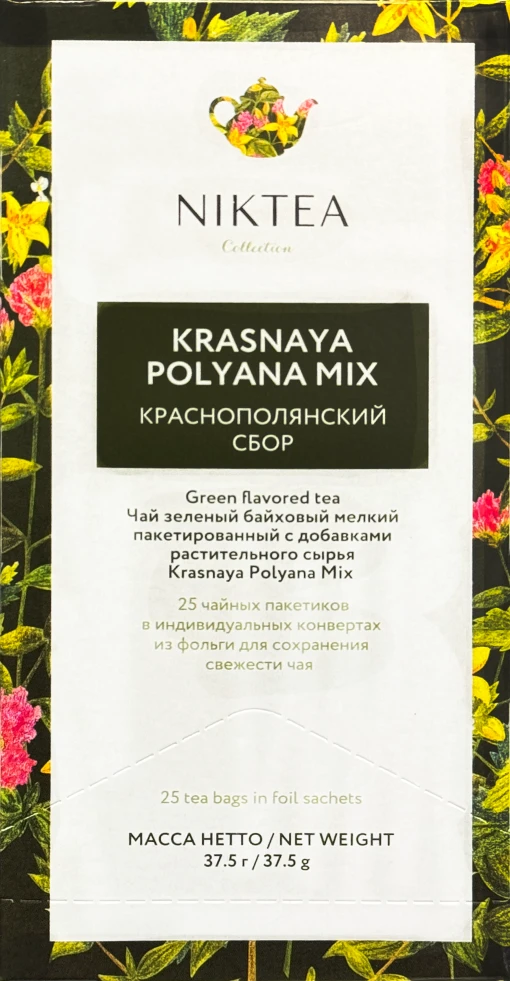 NIKTEA
Collection
KRASNAYA
POLYANA MIX
КРАСНОПОЛЯНСКИЙ
СБОР
Green flavored tea
Чай зеленый байховый мелкий
пакетированный с добавками
растительного сырья
Krasnaya Polyana Mix
25 чайных пакетиков
в индивидуальных конвертах
из фольги для сохранения
свежести чая
25 tea bags in foil sachets
МАССА НЕТТО / NET WEIGHT
37.5 г / 37.5 g